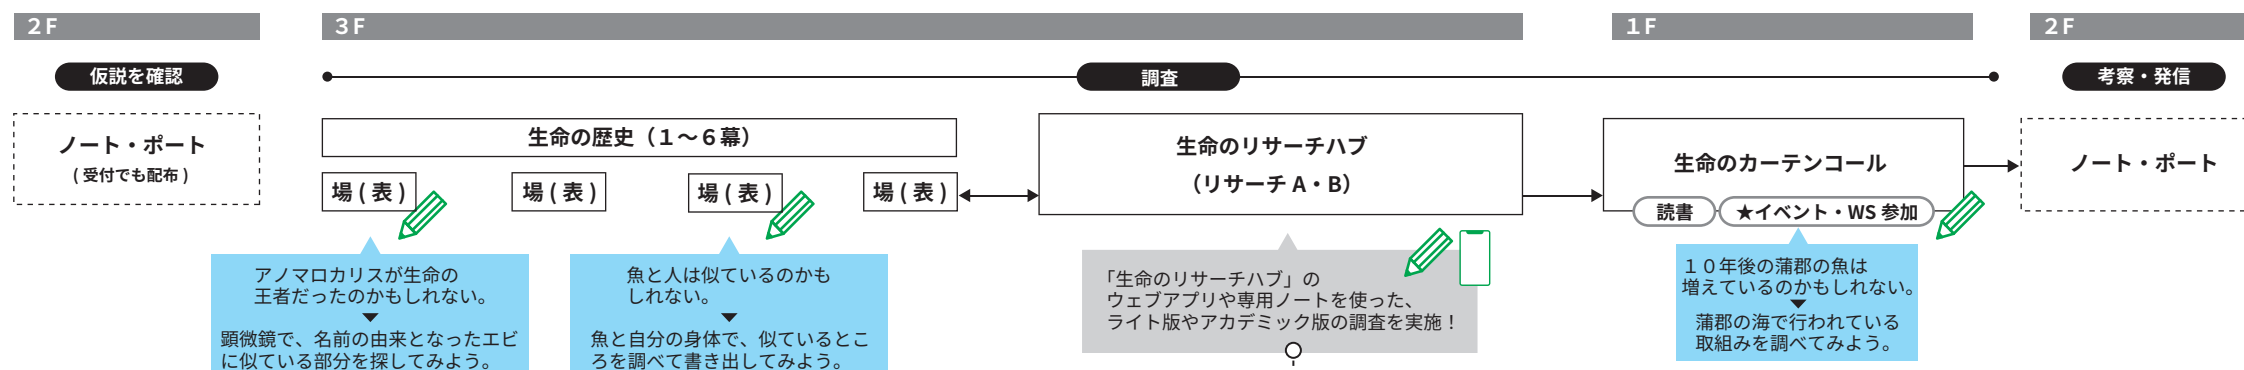 2F
3F
1F
2F
仮説を確認
調査
考察・発信
ノート・ポート
(受付でも配布)
生命の歴史(1〜6幕)
場(表)
場(表)
場(表)
場(表)
生命のリサーチハブ
(リサーチA・B)
生命のカーテンコール
読書
★イベント・WS参加
ノート・ポート
アノマロカリスが生命の
王者だったのかもしれない。
顕微鏡で、名前の由来となったエビ
に似ている部分を探してみよう。
魚と人は似ているのかも
しれない。
魚と自分の身体で、似ているとこ
ろを調べて書き出してみよう。
「生命のリサーチハブ」の
ウェブアプリや専用ノートを使った、
ライト版やアカデミック版の調査を実施!
10年後の蒲郡の魚は
増えているのかもしれない。
蒲郡の海で行われている
取組みを調べてみよう。